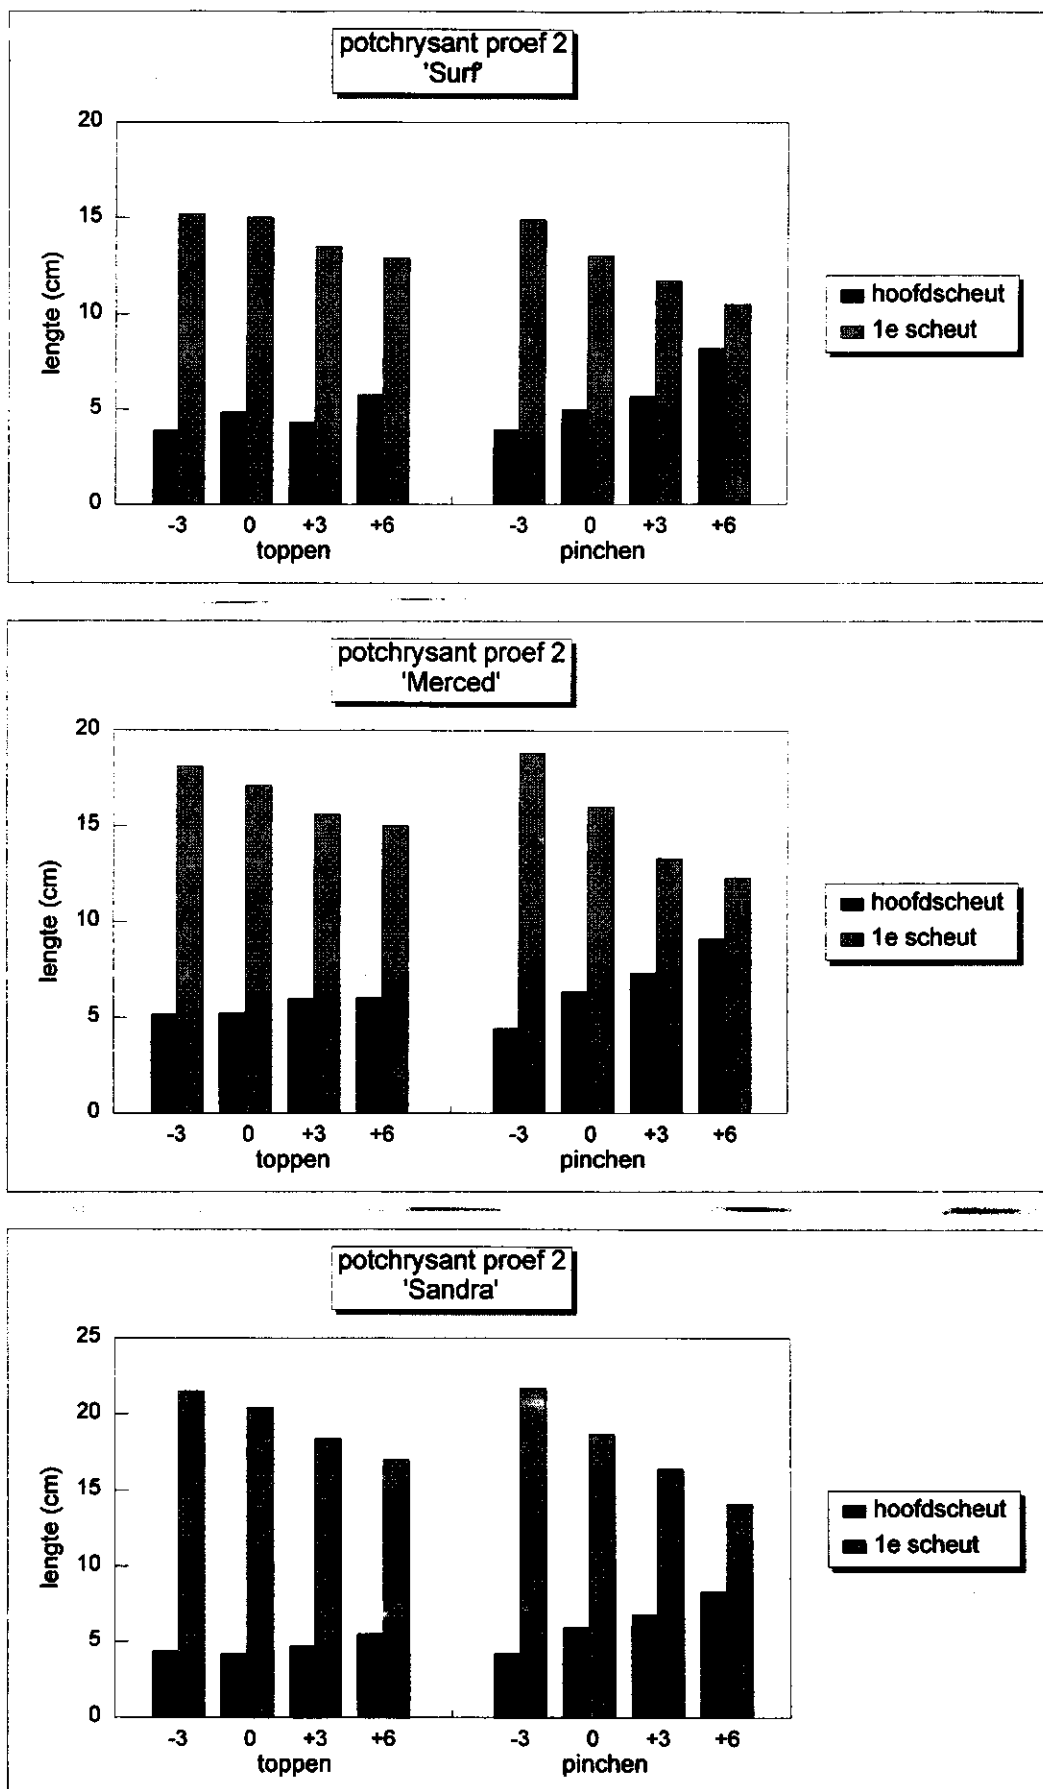 potchrysant proef 2
'Surf'
20
15
10
5
0
lengte (cm)
-3 0 +3 +6 -3 0 +3 +6
toppen pinchen
hoofdscheut
1e scheut
potchrysant proef 2
'Merced'
20
15
10
5
0
lengte (cm)
-3 0 +3 +6 -3 0 +3 +6
toppen pinchen
hoofdscheut
1e scheut
potchrysant proef 2
'Sandra'
25
20
15
10
5
0
lengte (cm)
-3 0 +3 +6 -3 0 +3 +6
toppen pinchen
hoofdscheut
1e scheut